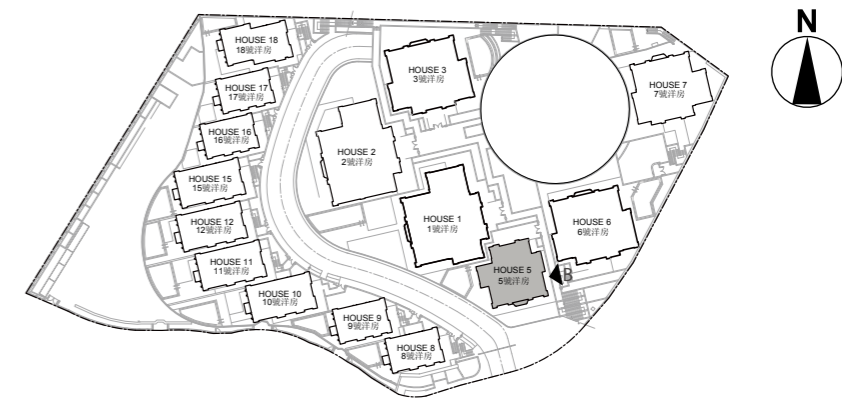 N
HOUSE 18
18號洋房
HOUSE 17
17號洋房
HOUSE 16
16號洋房
HOUSE 15
15號洋房
HOUSE 12
12號洋房
HOUSE 11
11號洋房
HOUSE 10
10號洋房
HOUSE 9
9號洋房
HOUSE 8
8號洋房
HOUSE 3
3號洋房
HOUSE 2
2號洋房
HOUSE 1
1號洋房
HOUSE 7
7號洋房
HOUSE 6
6號洋房
HOUSE 5
5號洋房
B